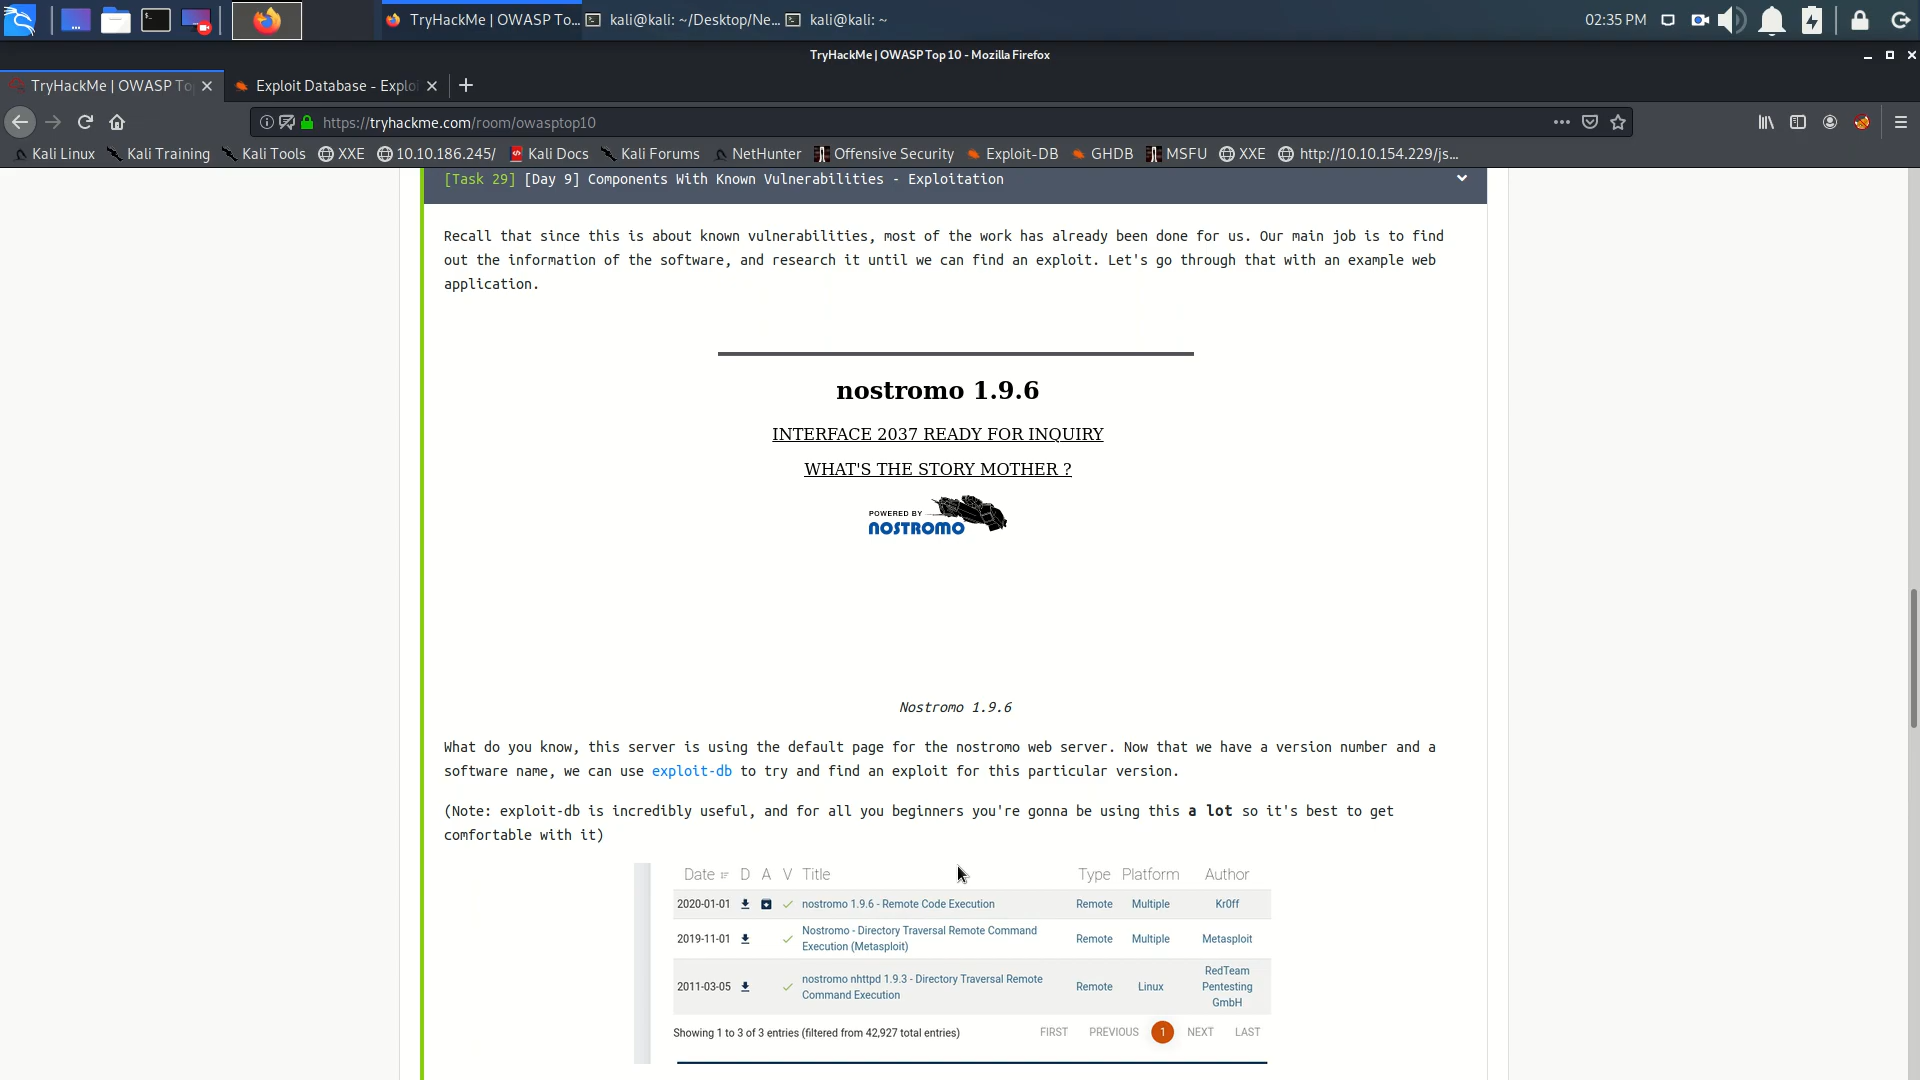 TryHackMe | OWASP To...
kali@kali: ~/Desktop/Ne...
kali@kali: ~
02:35 PM
TryHackMe | OWASP Top 10 - Mozilla Firefox
TryHackMe | OWASP To
Exploit Database - Explo
https://tryhackme.com/room/owasptop10
Kali Linux
Kali Training
Kali Tools
XXE
10.10.186.245/
Kali Docs
Kali Forums
NetHunter
Offensive Security
Exploit-DB
GHDB
MSFU
XXE
http://10.10.154.229/js...
[Task 29] [Day 9] Components With Known Vulnerabilities - Exploitation
Recall that since this is about known vulnerabilities, most of the work has already been done for us. Our main job is to find
out the information of the software, and research it until we can find an exploit. Let's go through that with an example web
application.
nostromo 1.9.6
INTERFACE 2037 READY FOR INQUIRY
WHAT'S THE STORY MOTHER ?
POWERED BY
NOSTROMO
Nostromo 1.9.6
What do you know, this server is using the default page for the nostromo web server. Now that we have a version number and a
software name, we can use exploit-db to try and find an exploit for this particular version.
(Note: exploit-db is incredibly useful, and for all you beginners you're gonna be using this a lot so it's best to get
comfortable with it)
Date D A V Title Type Platform Author
2020-01-01 nostromo 1.9.6 - Remote Code Execution Remote Multiple Kr0ff
2019-11-01 Nostromo - Directory Traversal Remote Command
Execution (Metasploit) Remote Multiple Metasploit
2011-03-05 nostromo nhttpd 1.9.3 - Directory Traversal Remote
Command Execution Remote Linux RedTeam
Pentesting
GmbH
Showing 1 to 3 of 3 entries (filtered from 42,927 total entries) FIRST PREVIOUS 1 NEXT LAST